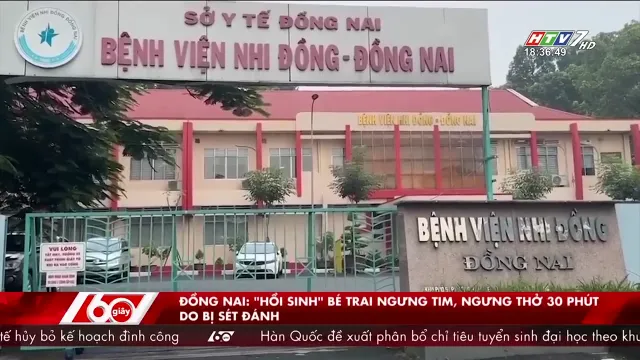 SỞ Y TẾ ĐỒNG NAI
BỆNH VIỆN NHI ĐỒNG - ĐỒNG NAI
HTV7 HD
18:36:49
BỆNH VIỆN NHI ĐỒNG - ĐỒNG NAI
BỆNH VIỆN NHI ĐỒNG
ĐỒNG NAI
VUI LÒNG
60 giây
ĐỒNG NAI: "HỒI SINH" BÉ TRAI NGƯNG TIM, NGƯNG THỞ 30 PHÚT
DO BỊ SÉT ĐÁNH
tế hủy bỏ kế hoạch đình công
Hàn Quốc đề xuất phân bổ chỉ tiêu tuyển sinh đại học theo khu